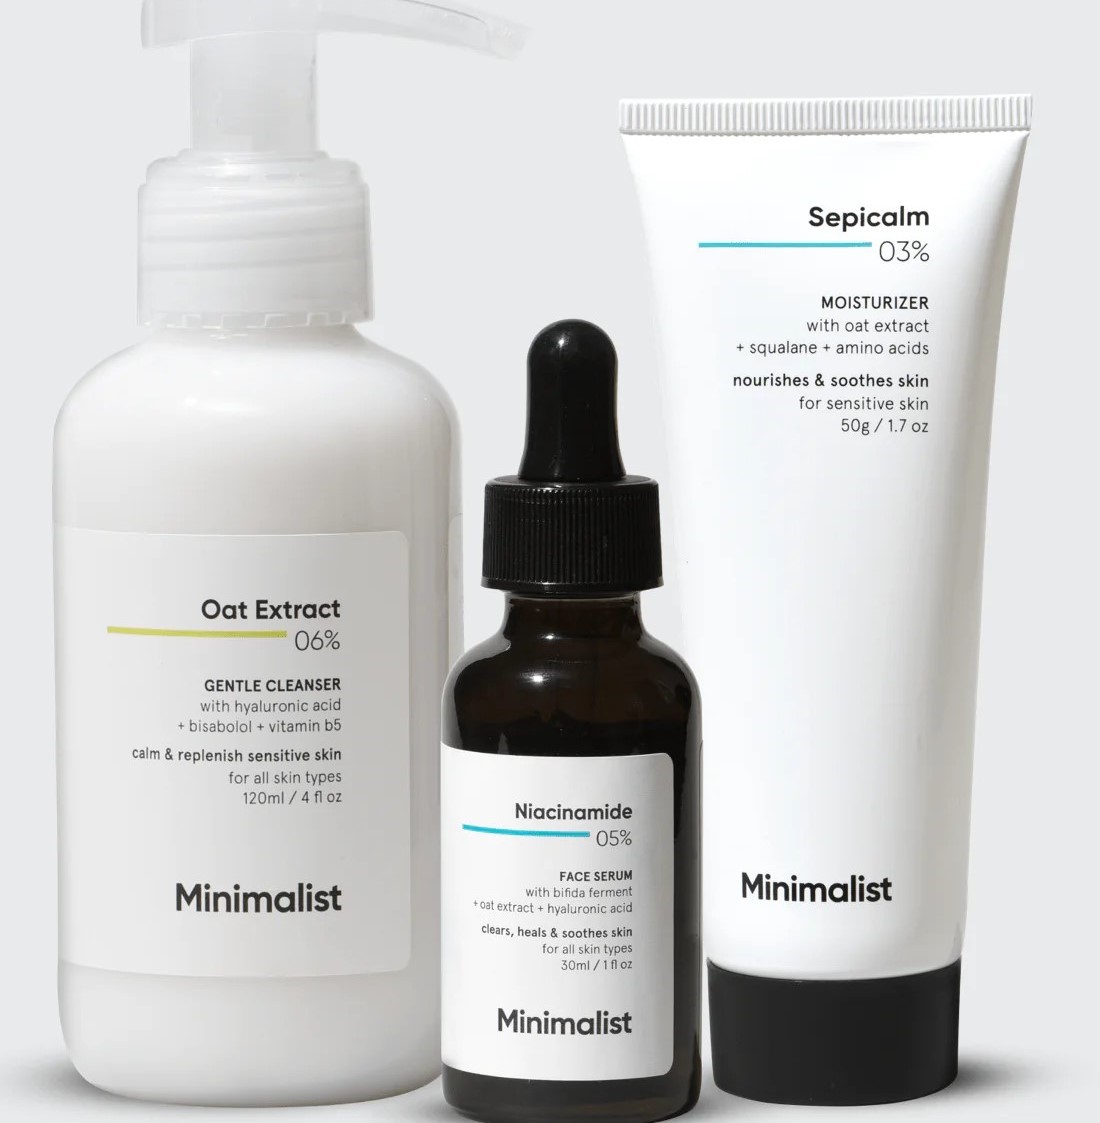 Oat Extract
06%
GENTLE CLEANSER
with hyaluronic acid
+ bisabolol + vitamin b5
calm & replenish sensitive skin
for all skin types
120ml / 4 fl oz
Minimalist
Niacinamide
05%
FACE SERUM
with bifida ferment
+ oat extract + hyaluronic acid
clears, heals & soothes skin
for all skin types
30ml / 1 fl oz
Minimalist
Sepicalm
03%
MOISTURIZER
with oat extract
+ squalane + amino acids
nourishes & soothes skin
for sensitive skin
50g / 1.7 oz
Minimalist